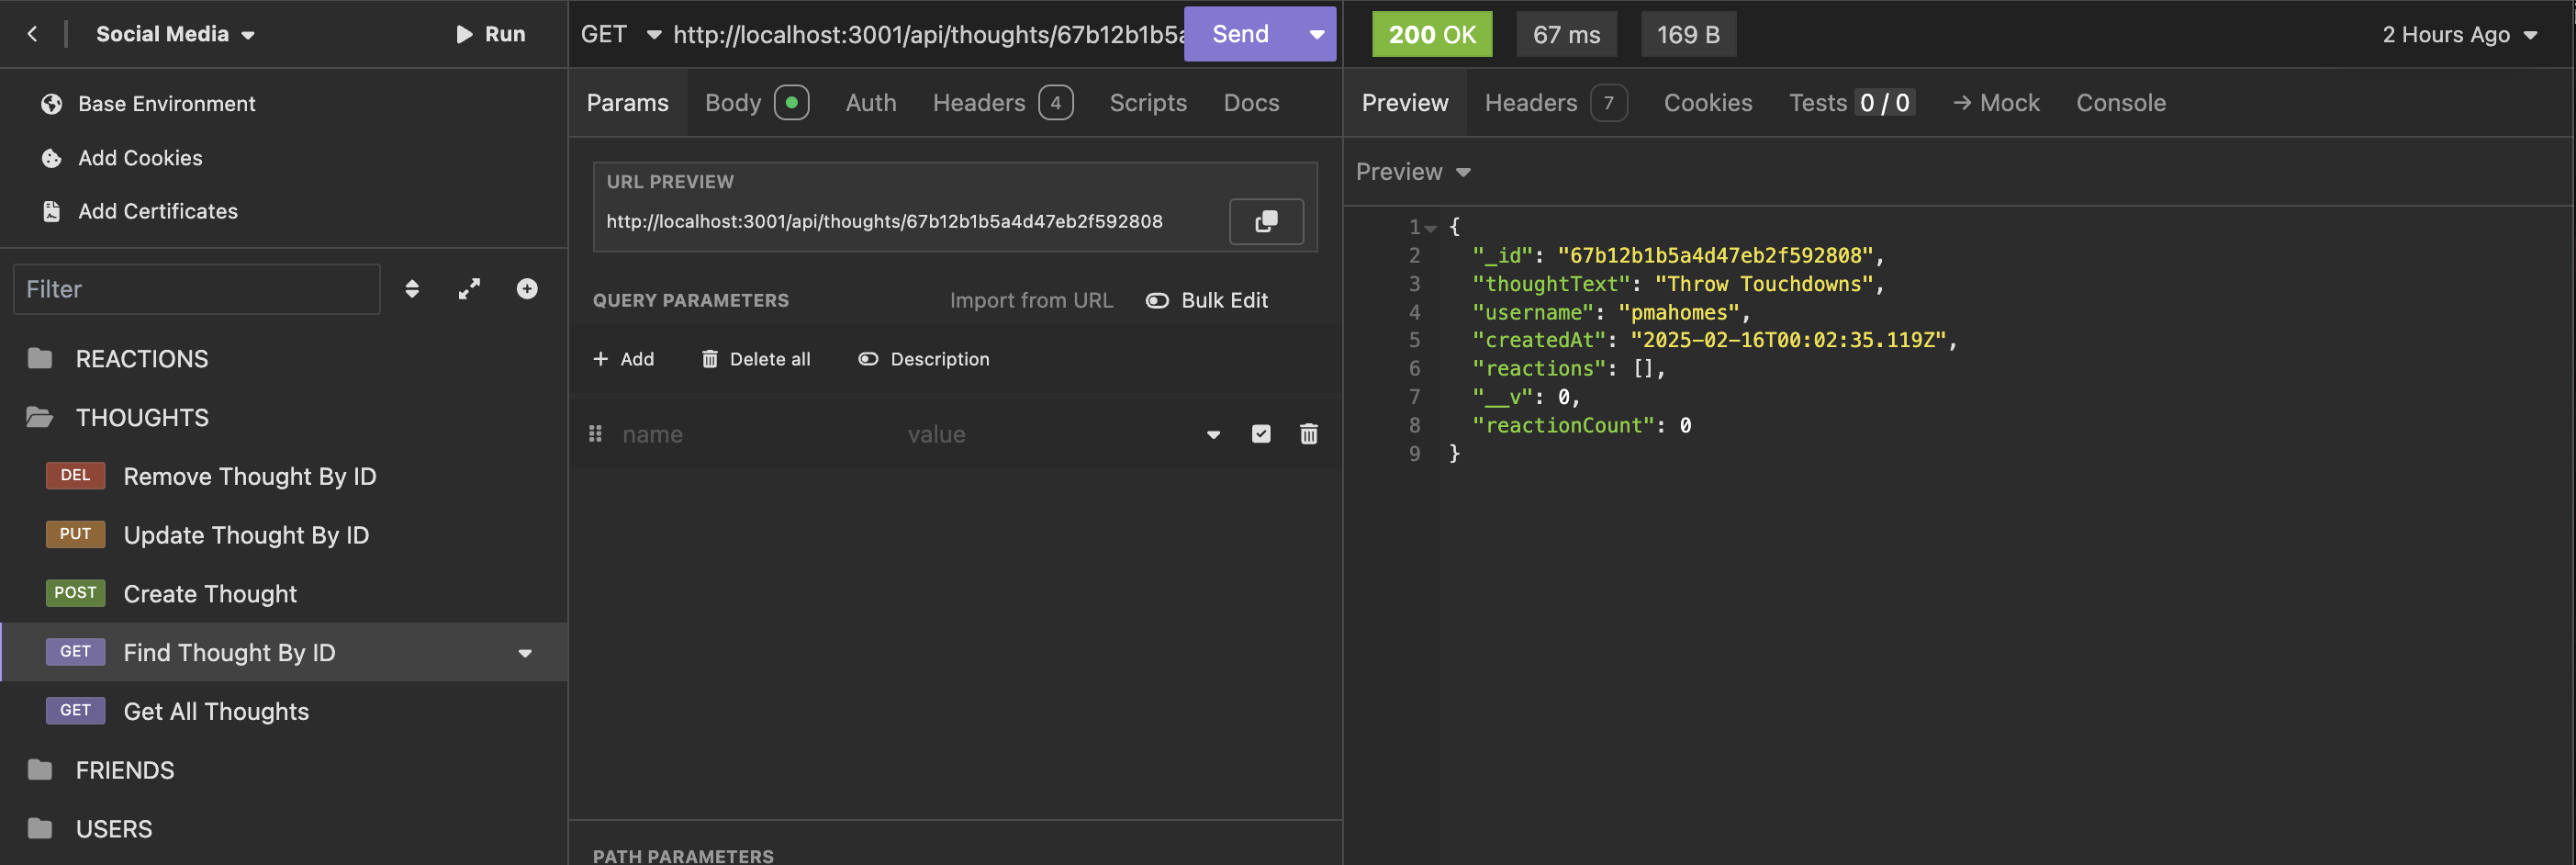 Social Media
Run
Base Environment
Add Cookies
Add Certificates
Filter
REACTIONS
THOUGHTS
DEL Remove Thought By ID
PUT Update Thought By ID
POST Create Thought
GET Find Thought By ID
GET Get All Thoughts
FRIENDS
USERS
GET http://localhost:3001/api/thoughts/67b12b1b5a Send
Params Body Auth Headers 4 Scripts Docs
URL PREVIEW
http://localhost:3001/api/thoughts/67b12b1b5a4d47eb2f592808
QUERY PARAMETERS Import from URL Bulk Edit
+ Add Delete all Description
name value
PATH PARAMETERS
200 OK 67 ms 169 B 2 Hours Ago
Preview Headers 7 Cookies Tests 0 / 0 → Mock Console
Preview
1 {
2 "_id": "67b12b1b5a4d47eb2f592808",
3 "thoughtText": "Throw Touchdowns",
4 "username": "pmahomes",
5 "createdAt": "2025-02-16T00:02:35.119Z",
6 "reactions": [],
7 "__v": 0,
8 "reactionCount": 0
9 }